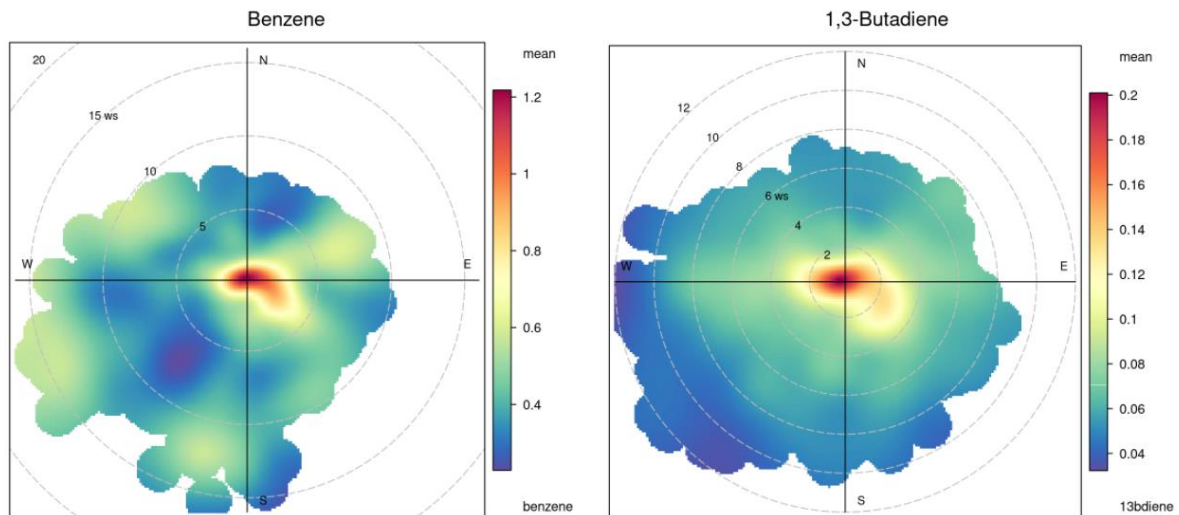 Benzene
20
15 ws
10
5
N
W
E
S
mean
1.2
1
0.8
0.6
0.4
benzene
1,3-Butadiene
12
10
8
6 ws
4
2
N
W
E
S
mean
0.2
0.18
0.16
0.14
0.12
0.1
0.08
0.06
0.04
13bdiene